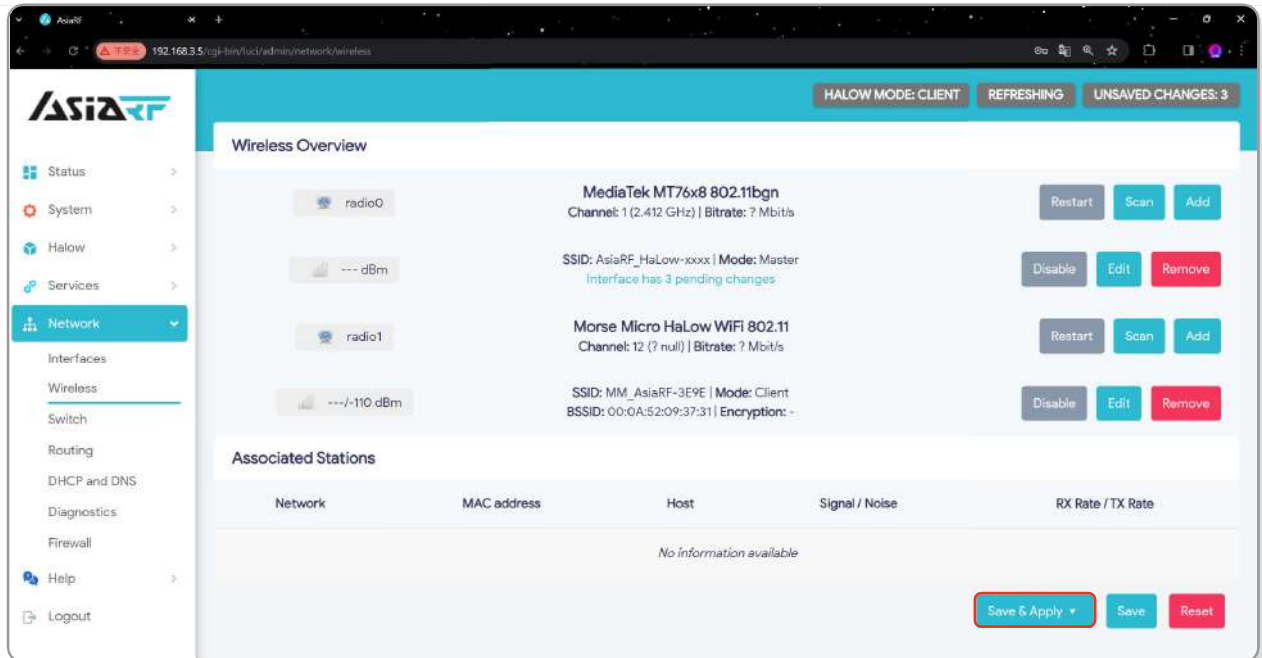 AsiaRF
不安全 192.168.3.5/cgi-bin/luci/admin/network/wireless
AsiaRF
HALOW MODE: CLIENT REFRESHING UNSAVED CHANGES: 3
Status
System
Halow
Services
Network
Interfaces
Wireless
Switch
Routing
DHCP and DNS
Diagnostics
Firewall
Help
Logout
Wireless Overview
radio0 MediaTek MT76x8 802.11bgn Restart Scan Add
Channel: 1 (2.412 GHz) | Bitrate: ? Mbit/s
--- dBm SSID: AsiaRF_HaLow-xxxx | Mode: Master Disable Edit Remove
Interface has 3 pending changes
radio1 Morse Micro HaLow WiFi 802.11 Restart Scan Add
Channel: 12 (? null) | Bitrate: ? Mbit/s
---/-110 dBm SSID: MM_AsiaRF-3E9E | Mode: Client Disable Edit Remove
BSSID: 00:0A:52:09:37:31 | Encryption: -
Associated Stations
Network MAC address Host Signal / Noise RX Rate / TX Rate
No information available
Save & Apply Save Reset